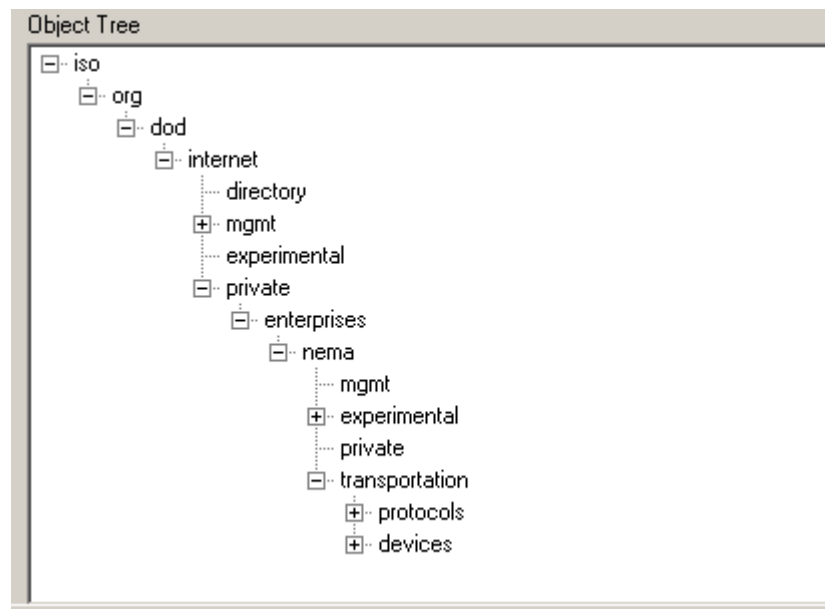 Object Tree
iso
org
dod
internet
directory
mgmt
experimental
private
enterprises
nema
mgmt
experimental
private
transportation
protocols
devices